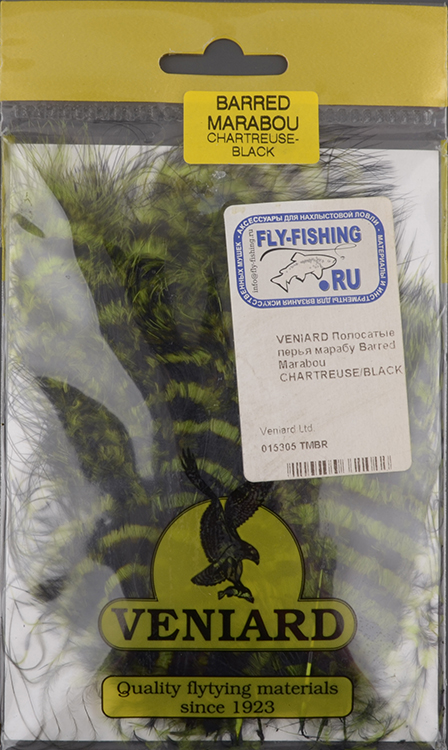 BARRED
MARABOU
CHARTREUSE-
BLACK
• АКСЕССУАРЫ ДЛЯ НАХЛЫСТОВОЙ ЛОВЛИ •
МАТЕРИАЛЫ И ИНСТРУМЕНТЫ ДЛЯ ВЯЗАНИЯ ИСКУССТВЕННЫХ МУШЕК
FLY-FISHING
.RU
info@fly-fishing.ru
VENIARD Полосатые
перья марабу Barred
Marabou
CHARTREUSE/BLACK
Veniard Ltd.
015305 TMBR
VENIARD
Quality flytying materials
since 1923